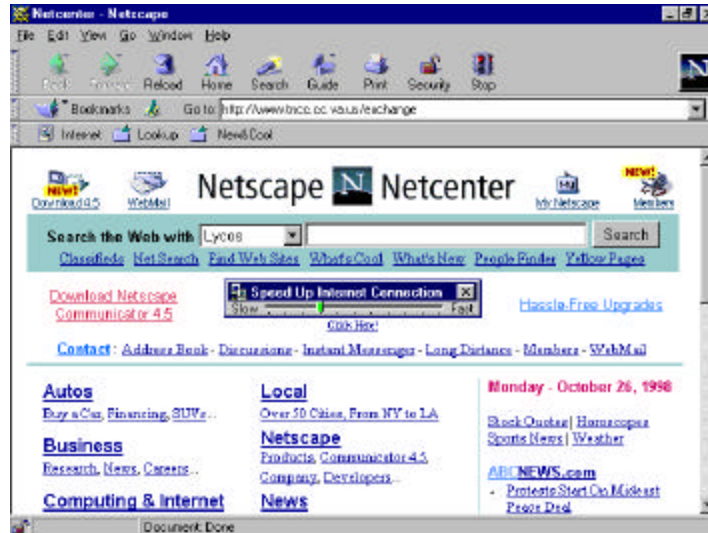 Netcenter - Netscape
File Edit View Go Window Help
Back Forward Reload Home Search Guide Print Security Stop
Bookmarks Go to: http://www.tncc.cc.va.us/exchange
Internet Lookup New&Cool
NEW! Download 4.5 WebMail Netscape N Netcenter My Netscape NEW! Members
Search the Web with Lycos Search
Classifieds Net Search Find Web Sites What's Cool What's New People Finder Yellow Pages
Download Netscape Communicator 4.5
Speed Up Internet Connection
Slow Fast
Click Here!
Hassle-Free Upgrades
Contact: Address Book - Discussions - Instant Messenger - Long Distance - Members - WebMail
Autos
Buy a Car, Financing, SUVs...
Business
Research, News, Careers...
Computing & Internet
Local
Over 50 Cities, From NY to LA
Netscape
Products, Communicator 4.5,
Company, Developers...
News
Monday - October 26, 1998
Stock Quotes | Horoscopes
Sports News | Weather
ABCNEWS.com
Protests Start On Mideast
Peace Deal
Document: Done